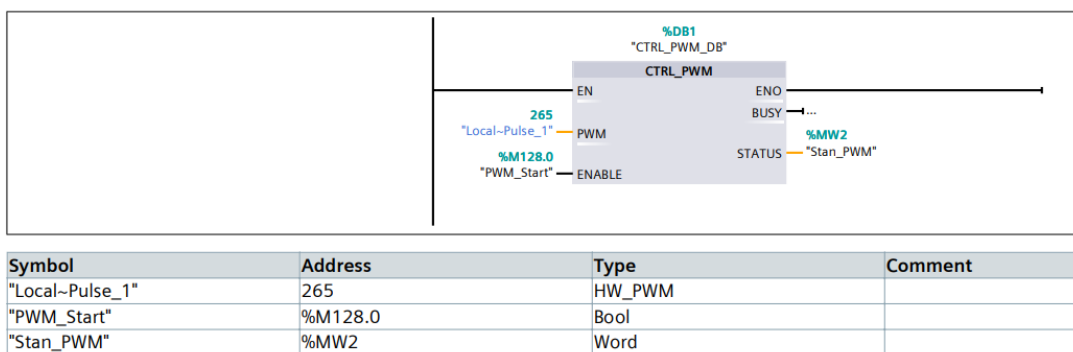 %DB1
"CTRL_PWM_DB"
CTRL_PWM
EN ENO
BUSY ...
265
"Local~Pulse_1" PWM
%MW2
STATUS "Stan_PWM"
%M128.0
"PWM_Start" ENABLE
Symbol Address Type Comment
"Local~Pulse_1" 265 HW_PWM
"PWM_Start" %M128.0 Bool
"Stan_PWM" %MW2 Word